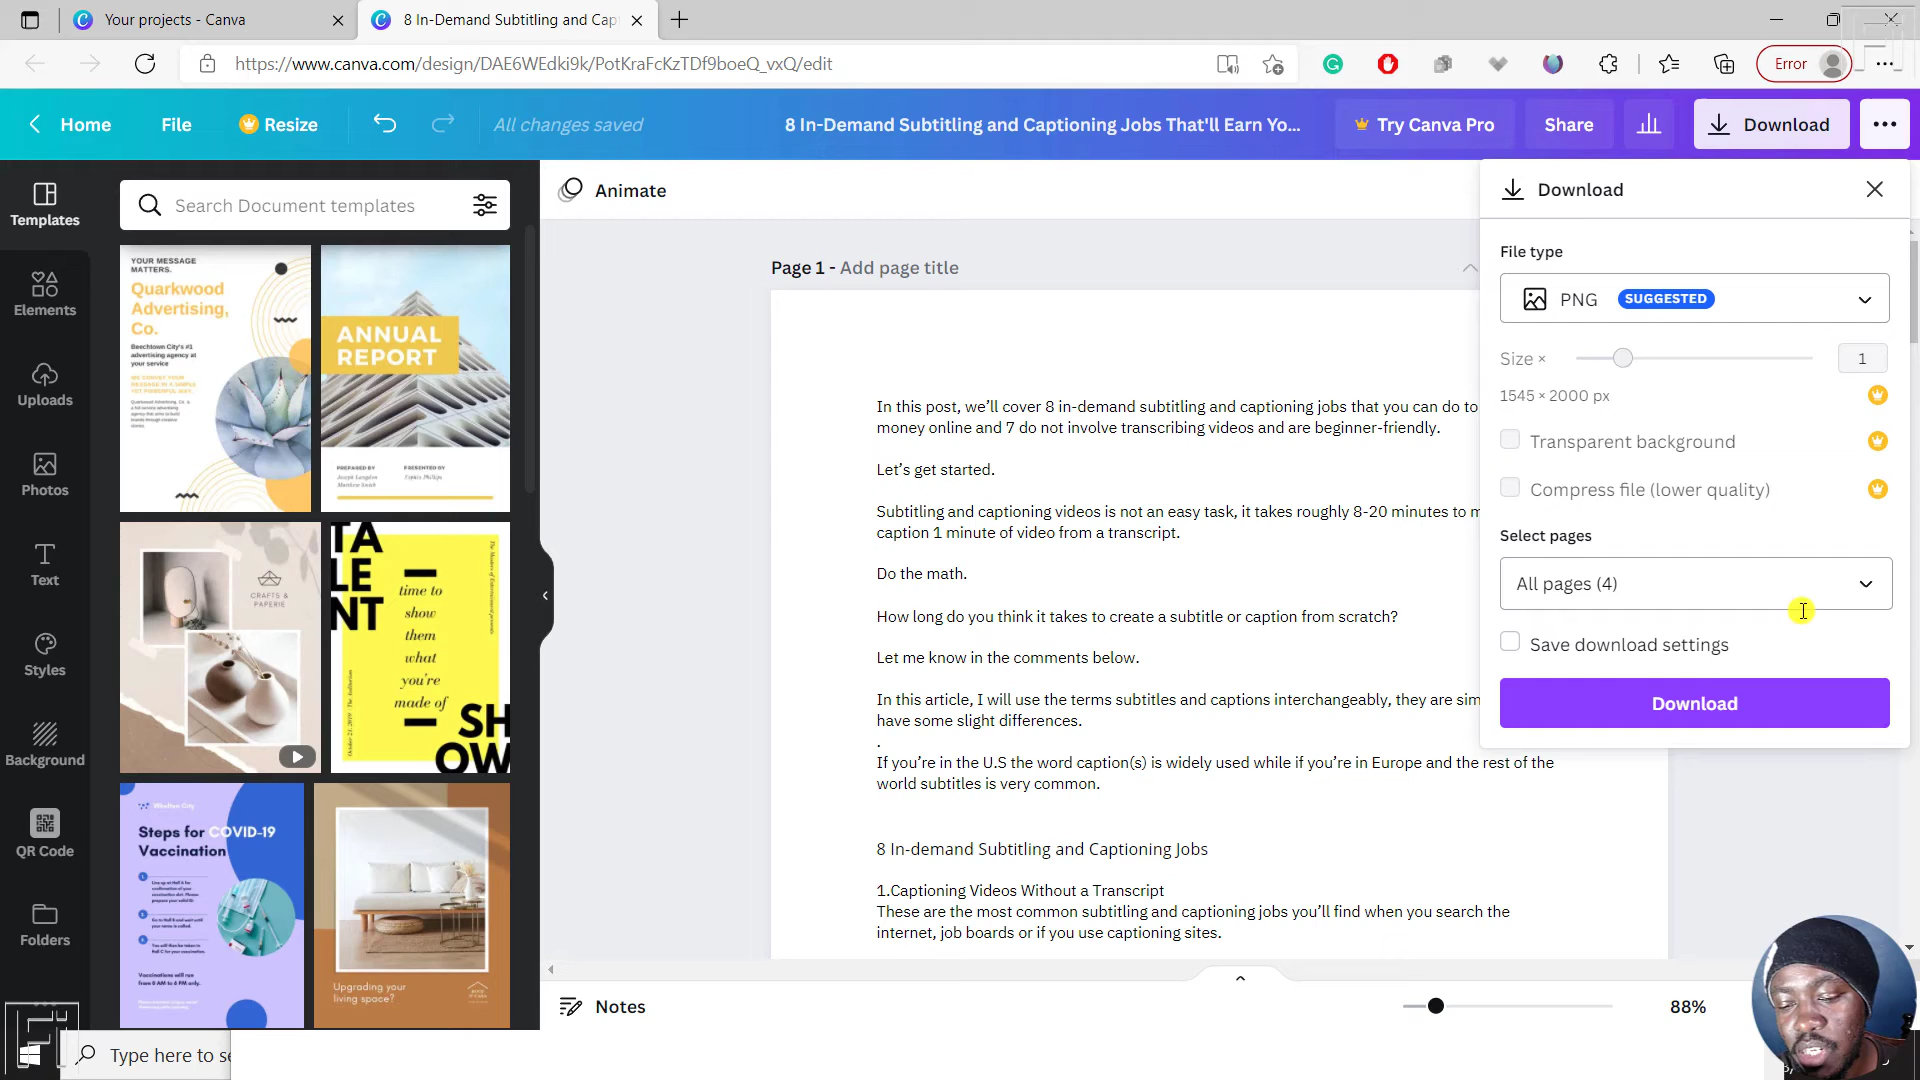 Your projects - Canva
8 In-Demand Subtitling and Cap
https://www.canva.com/design/DAE6WEdki9k/PotKraFcKzTDf9boeQ_vxQ/edit
Error
Home
File
Resize
All changes saved
8 In-Demand Subtitling and Captioning Jobs That'll Earn Yo...
Try Canva Pro
Share
Download
Templates
Elements
Uploads
Photos
Text
Styles
Background
QR Code
Folders
Search Document templates
YOUR MESSAGE
MATTERS.
Quarkwood
Advertising,
Co.
Beechtown City's #1
advertising agency at
your service
ANNUAL
REPORT
PREPARED BY
PRESENTED BY
CRAFTS &
PAPERIE
TA
LE
NT
time to
show
them
what
you're
made of
SH
OW
Steps for COVID-19
Vaccination
Upgrading your
living space?
Animate
Page 1 - Add page title
In this post, we'll cover 8 in-demand subtitling and captioning jobs that you can do to
money online and 7 do not involve transcribing videos and are beginner-friendly.
Let's get started.
Subtitling and captioning videos is not an easy task, it takes roughly 8-20 minutes to m
caption 1 minute of video from a transcript.
Do the math.
How long do you think it takes to create a subtitle or caption from scratch?
Let me know in the comments below.
In this article, I will use the terms subtitles and captions interchangeably, they are sim
have some slight differences.
.
If you're in the U.S the word caption(s) is widely used while if you're in Europe and the rest of the
world subtitles is very common.
8 In-demand Subtitling and Captioning Jobs
1.Captioning Videos Without a Transcript
These are the most common subtitling and captioning jobs you'll find when you search the
internet, job boards or if you use captioning sites.
Download
File type
PNG SUGGESTED
Size × 1
1545 × 2000 px
Transparent background
Compress file (lower quality)
Select pages
All pages (4)
Save download settings
Download
Notes
88%
Type here to se